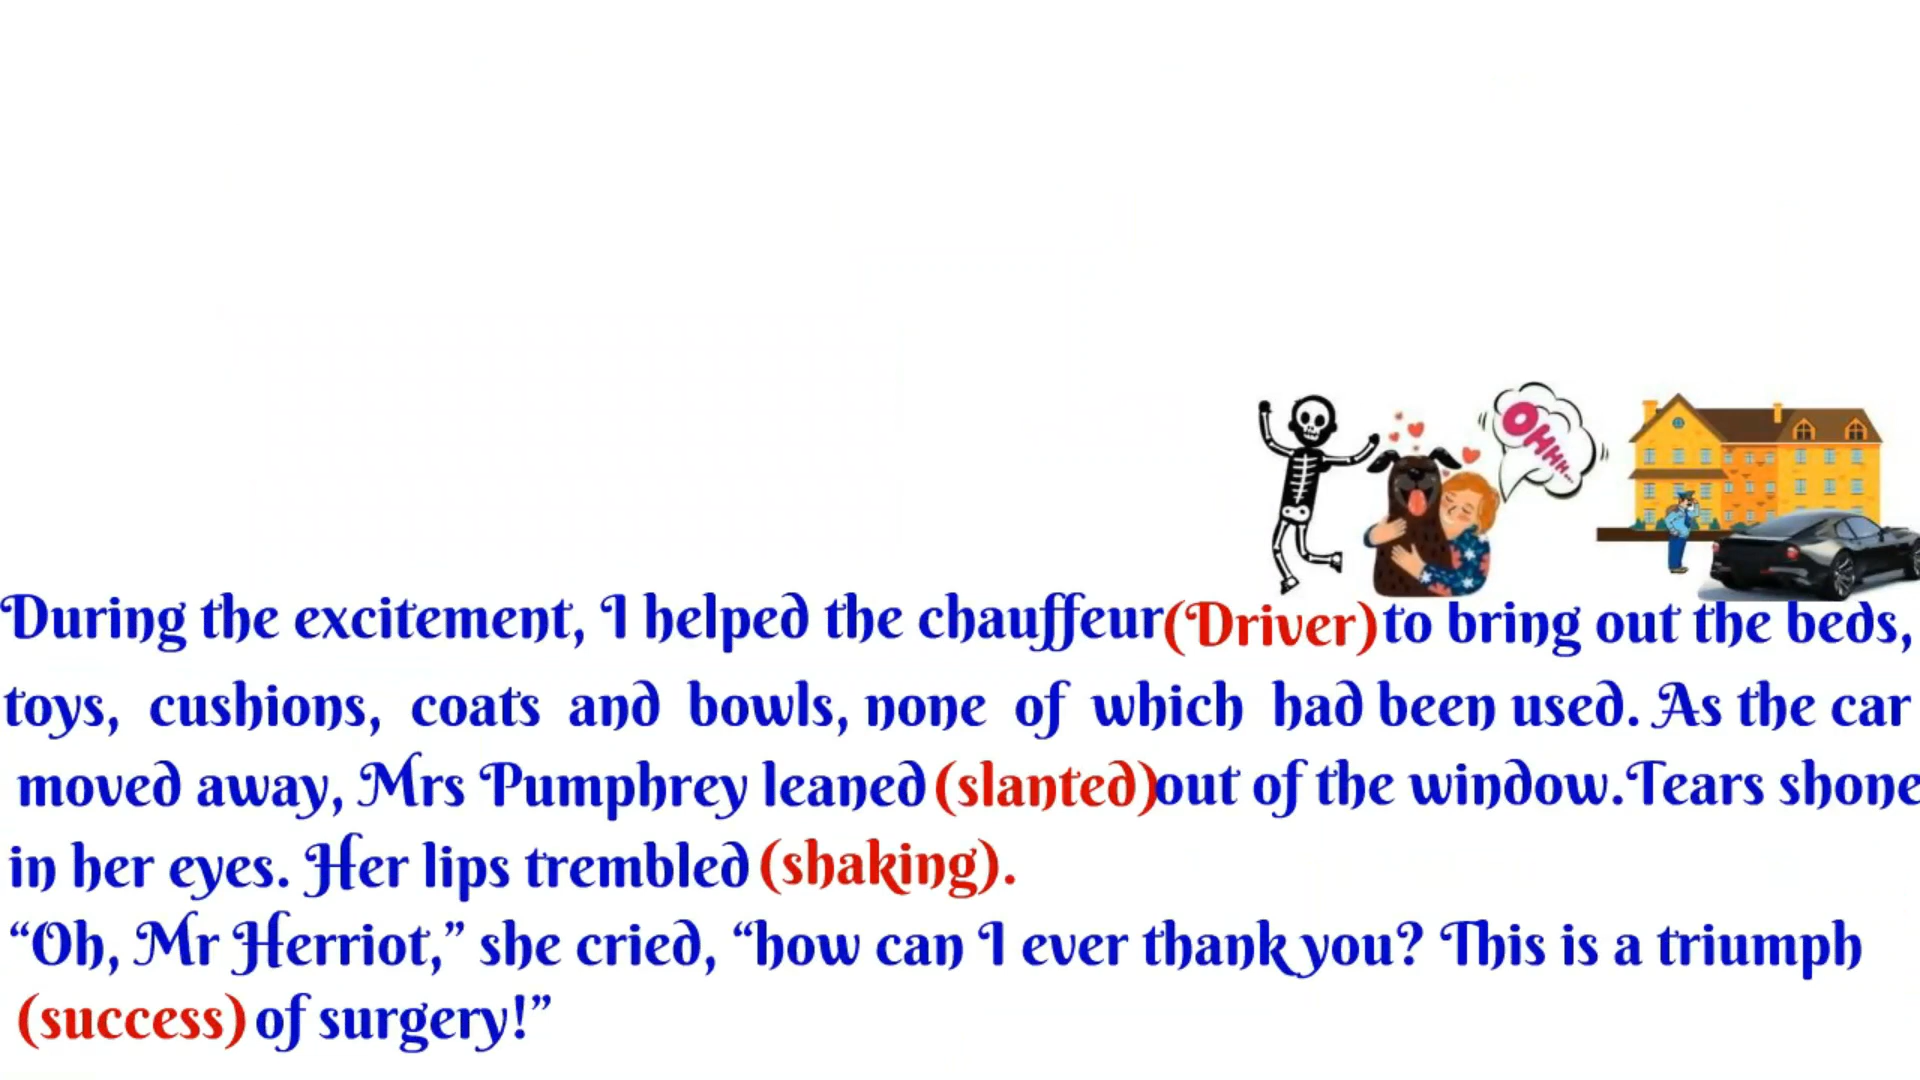 OHHH...
During the excitement, I helped the chauffeur(Driver)to bring out the beds,
toys, cushions, coats and bowls, none of which had been used. As the car
moved away, Mrs Pumphrey leaned (slanted)out of the window.Tears shone
in her eyes. Her lips trembled (shaking).
“Oh, Mr Herriot,” she cried, “how can I ever thank you? This is a triumph
(success) of surgery!”